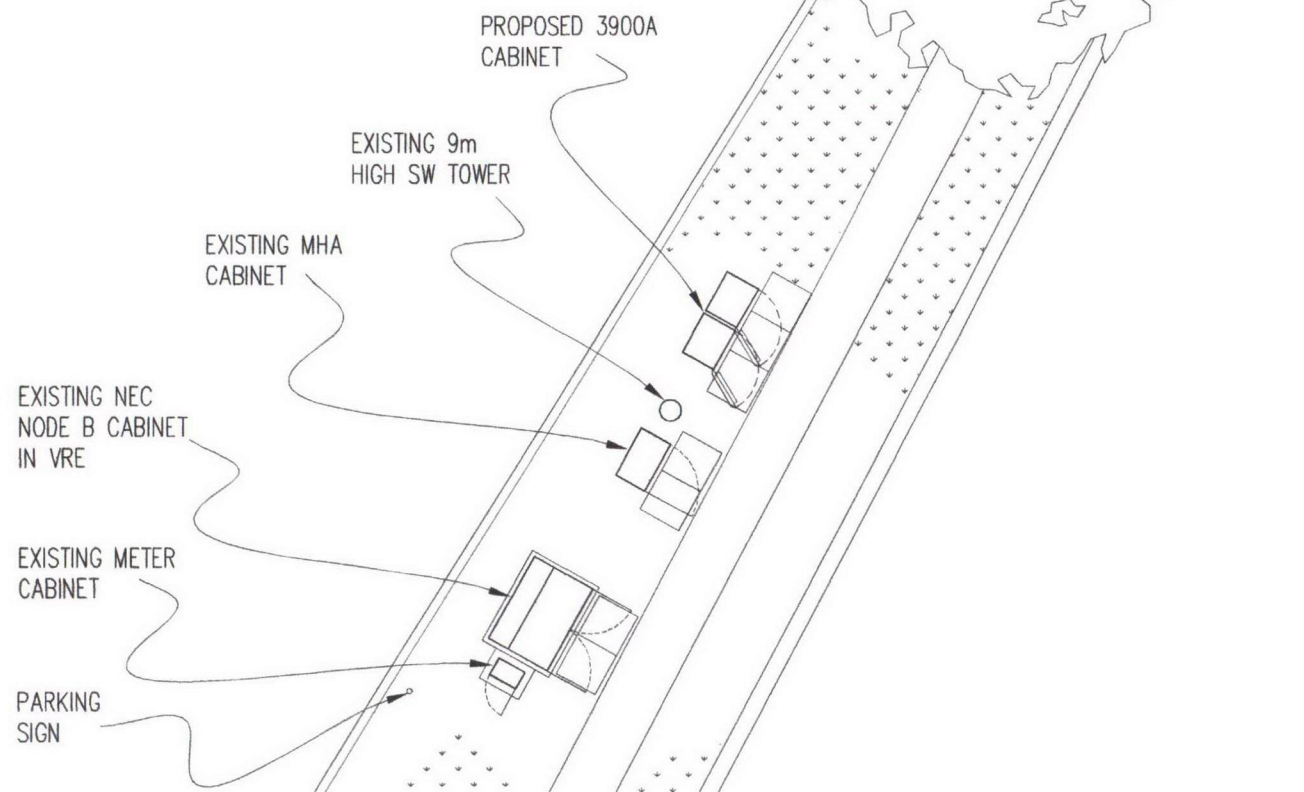 PROPOSED 3900A
CABINET
EXISTING 9m
HIGH SW TOWER
EXISTING MHA
CABINET
EXISTING NEC
NODE B CABINET
IN VRE
EXISTING METER
CABINET
PARKING
SIGN